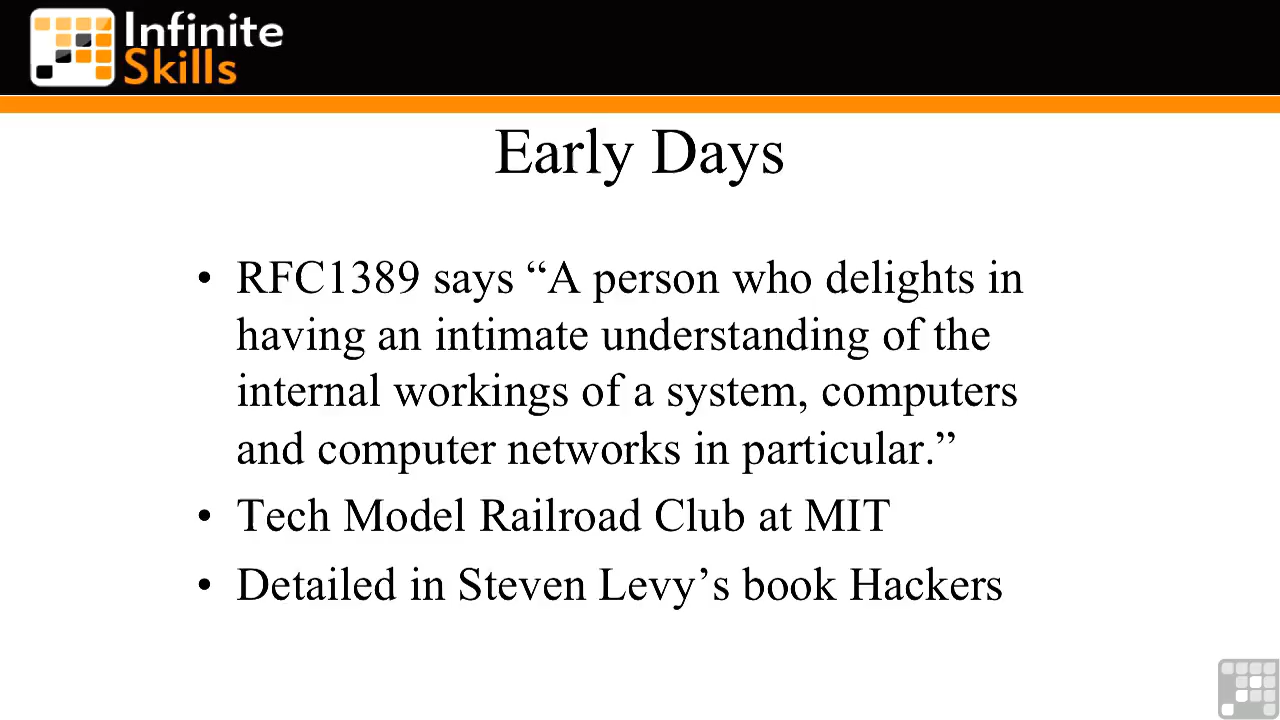 Infinite
Skills
Early Days
• RFC1389 says “A person who delights in
having an intimate understanding of the
internal workings of a system, computers
and computer networks in particular.”
• Tech Model Railroad Club at MIT
• Detailed in Steven Levy’s book Hackers